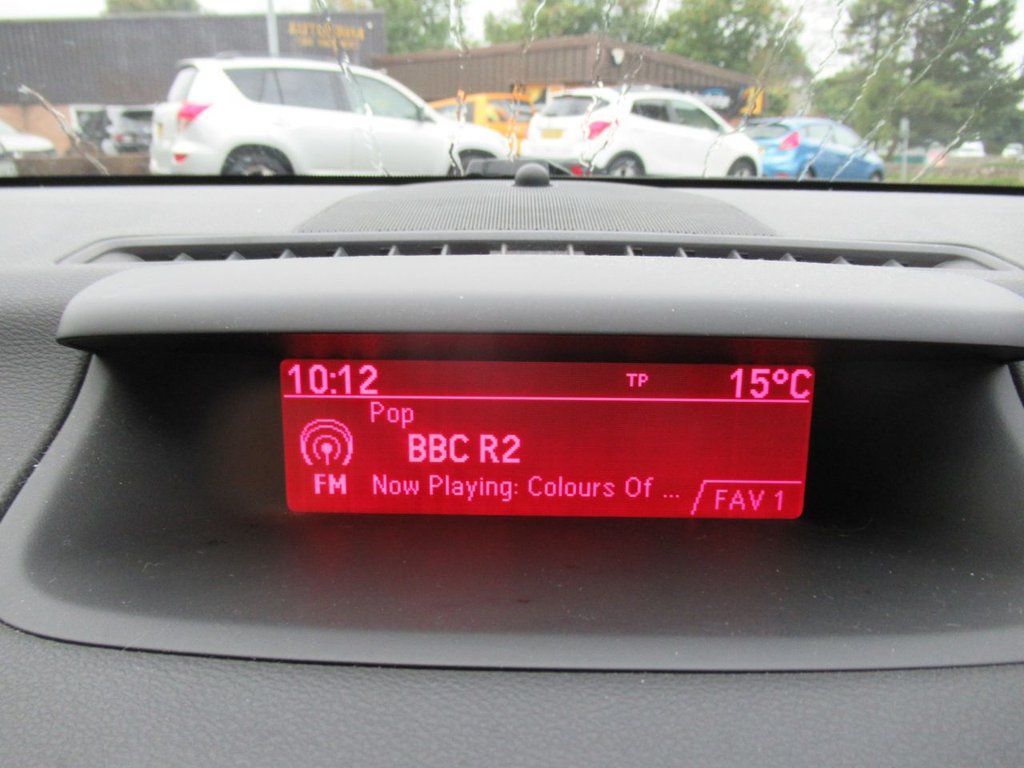 10:12 TP 15°C
Pop
BBC R2
FM Now Playing: Colours Of ... FAV 1